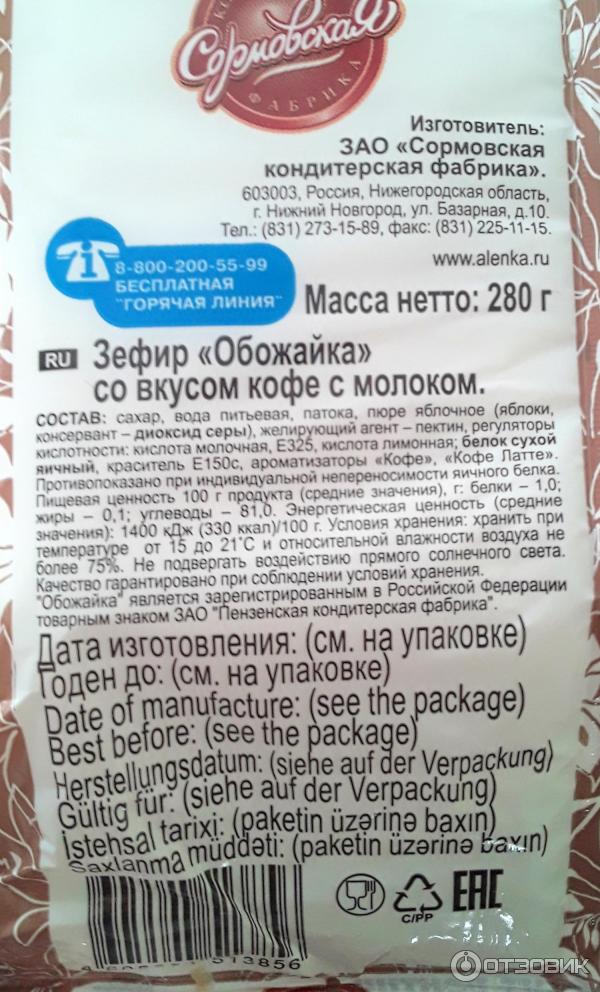 Сормовская
ФАБРИКА
Изготовитель:
ЗАО «Сормовская
кондитерская фабрика».
603003, Россия, Нижегородская область,
г. Нижний Новгород, ул. Базарная, д.10.
Тел.: (831) 273-15-89, факс: (831) 225-11-15.
www.alenka.ru
8-800-200-55-99
БЕСПЛАТНАЯ
"ГОРЯЧАЯ ЛИНИЯ"
Масса нетто: 280 г
RU Зефир «Обожайка»
со вкусом кофе с молоком.
СОСТАВ: сахар, вода питьевая, патока, пюре яблочное (яблоки,
консервант – диоксид серы), желирующий агент – пектин, регуляторы
кислотности: кислота молочная, Е325, кислота лимонная; белок сухой
яичный, краситель Е150с, ароматизаторы «Кофе», «Кофе Латте».
Противопоказано при индивидуальной непереносимости яичного белка.
Пищевая ценность 100 г продукта (средние значения), г: белки – 1,0;
жиры – 0,1; углеводы – 81,0. Энергетическая ценность (средние
значения): 1400 кДж (330 ккал)/100 г. Условия хранения: хранить при
температуре от 15 до 21°С и относительной влажности воздуха не
более 75%. Не подвергать воздействию прямого солнечного света.
Качество гарантировано при соблюдении условий хранения.
"Обожайка" является зарегистрированным в Российской Федерации
товарным знаком ЗАО "Пензенская кондитерская фабрика".
Дата изготовления: (см. на упаковке)
Годен до: (см. на упаковке)
Date of manufacture: (see the package)
Best before: (see the package)
Herstellungsdatum: (siehe auf der Verpackung)
Gültig für: (siehe auf der Verpackung)
İstehsal tarixi: (paketin üzərinə baxın)
Saxlanma müddəti: (paketin üzərinə baxın)
C/PP
EAC
513856
ОТЗОВИК